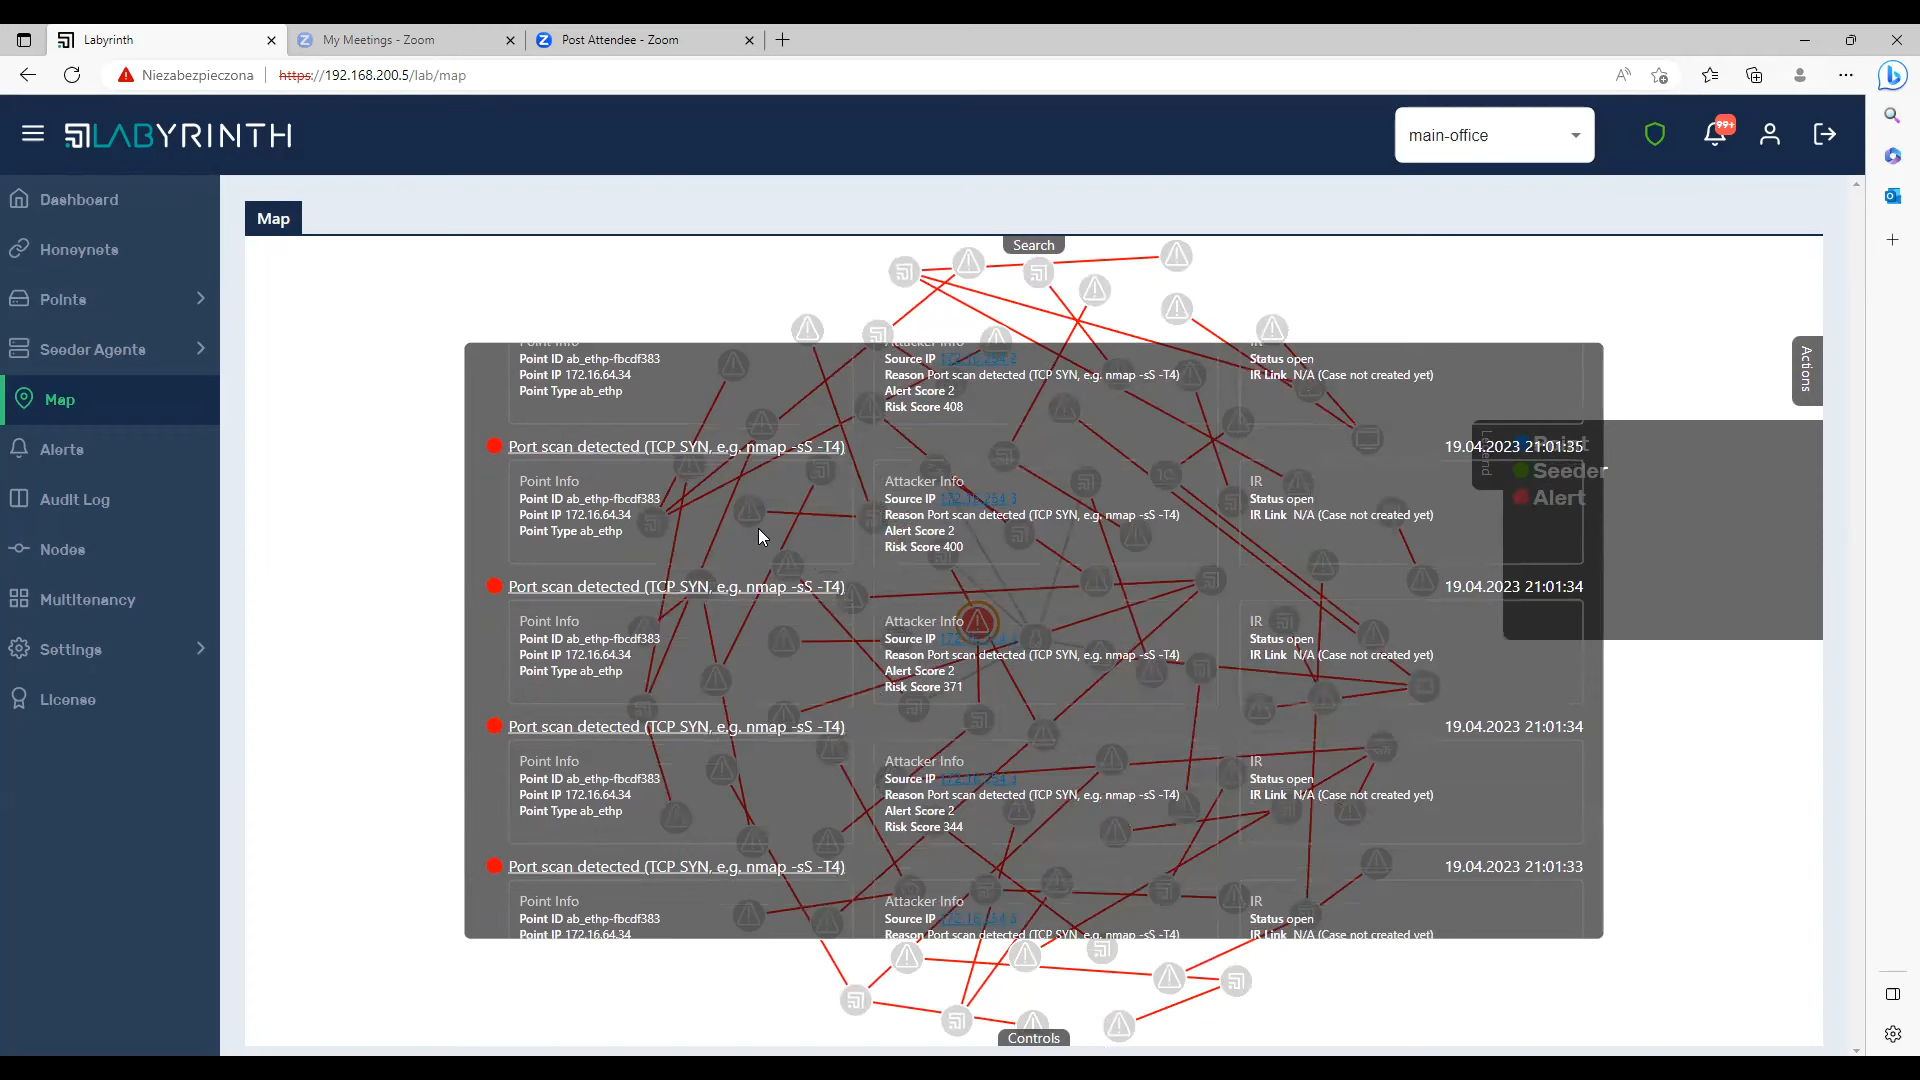 Labyrinth
My Meetings - Zoom
Post Attendee - Zoom
Niezabezpieczona
https://192.168.200.5/lab/map
LABYRINTH
main-office
99+
Dashboard
Honeynets
Points
Seeder Agents
Map
Alerts
Audit Log
Nodes
Multitenancy
Settings
License
Map
Search
Actions
Legend
Point
Seeder
Alert
Point Info
Point ID ab_ethp-fbcdf383
Point IP 172.16.64.34
Point Type ab_ethp
Attacker Info
Source IP
Reason Port scan detected (TCP SYN, e.g. nmap -sS -T4)
Alert Score 2
Risk Score 408
IR
Status open
IR Link N/A (Case not created yet)
Port scan detected (TCP SYN, e.g. nmap -sS -T4)
19.04.2023 21:01:35
Point Info
Point ID ab_ethp-fbcdf383
Point IP 172.16.64.34
Point Type ab_ethp
Attacker Info
Source IP
Reason Port scan detected (TCP SYN, e.g. nmap -sS -T4)
Alert Score 2
Risk Score 400
IR
Status open
IR Link N/A (Case not created yet)
Port scan detected (TCP SYN, e.g. nmap -sS -T4)
19.04.2023 21:01:34
Point Info
Point ID ab_ethp-fbcdf383
Point IP 172.16.64.34
Point Type ab_ethp
Attacker Info
Source IP
Reason Port scan detected (TCP SYN, e.g. nmap -sS -T4)
Alert Score 2
Risk Score 371
IR
Status open
IR Link N/A (Case not created yet)
Port scan detected (TCP SYN, e.g. nmap -sS -T4)
19.04.2023 21:01:34
Point Info
Point ID ab_ethp-fbcdf383
Point IP 172.16.64.34
Point Type ab_ethp
Attacker Info
Source IP
Reason Port scan detected (TCP SYN, e.g. nmap -sS -T4)
Alert Score 2
Risk Score 344
IR
Status open
IR Link N/A (Case not created yet)
Port scan detected (TCP SYN, e.g. nmap -sS -T4)
19.04.2023 21:01:33
Point Info
Point ID ab_ethp-fbcdf383
Point IP 172.16.64.34
Attacker Info
Source IP
Reason Port scan detected (TCP SYN, e.g. nmap -sS -T4)
IR
Status open
IR Link N/A (Case not created yet)
Controls